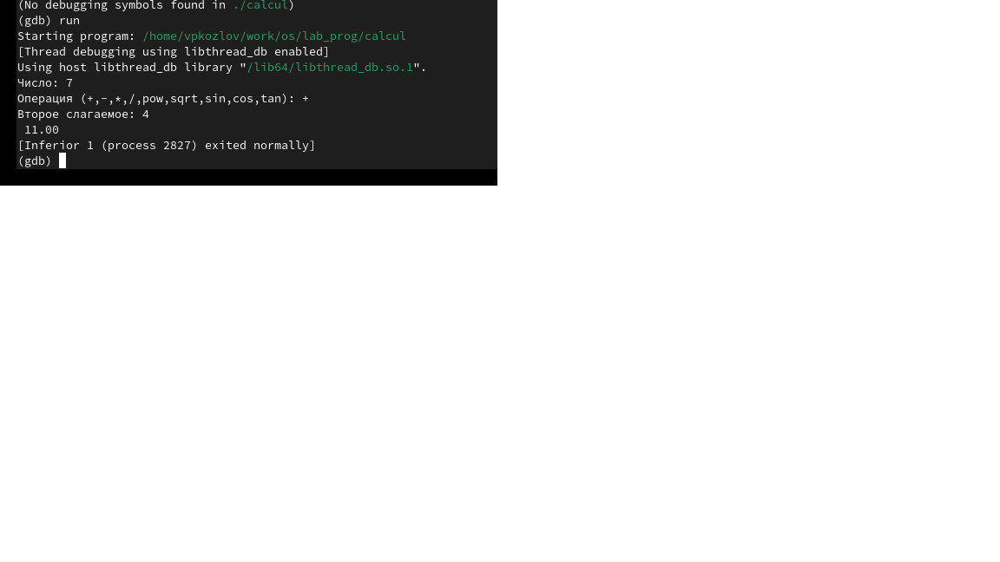 (No debugging symbols found in ./calcul)
(gdb) run
Starting program: /home/vpkozlov/work/os/lab_prog/calcul
[Thread debugging using libthread_db enabled]
Using host libthread_db library "/lib64/libthread_db.so.1".
Число: 7
Операция (+,-,*,/,pow,sqrt,sin,cos,tan): +
Второе слагаемое: 4
 11.00
[Inferior 1 (process 2827) exited normally]
(gdb)